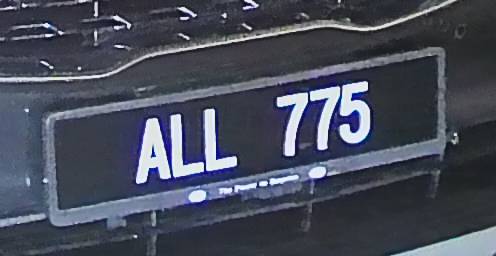 ALL 775
The Power to Surprise